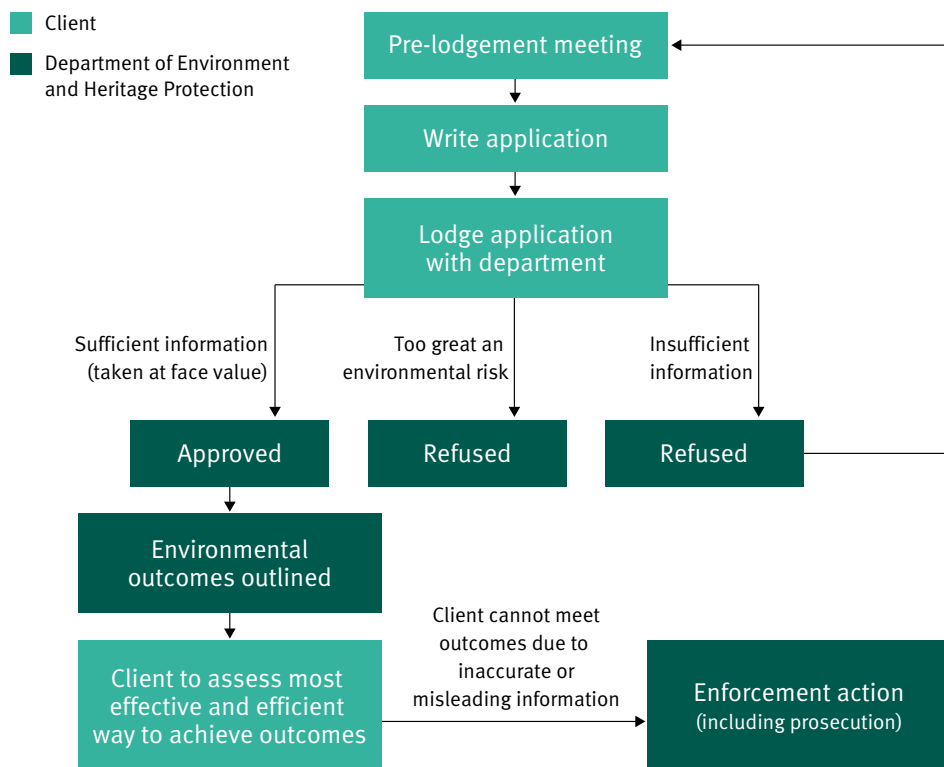 Client
Department of Environment
and Heritage Protection
Pre-lodgement meeting
Write application
Lodge application
with department
Sufficient information
(taken at face value)
Too great an
environmental risk
Insufficient
information
Approved
Refused
Refused
Environmental
outcomes outlined
Client cannot meet
outcomes due to
inaccurate or
misleading information
Client to assess most
effective and efficient
way to achieve outcomes
Enforcement action
(including prosecution)